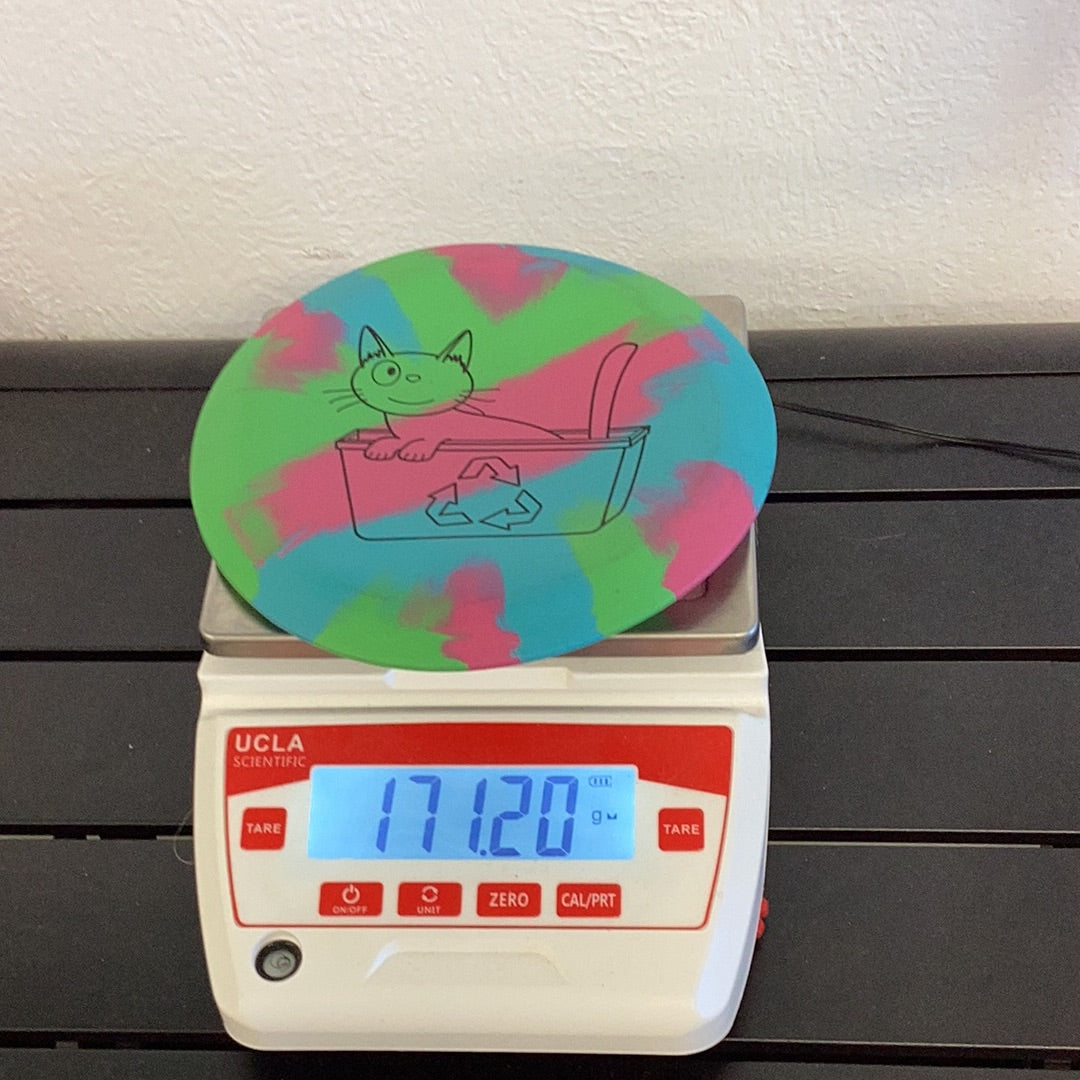 UCLA
SCIENTIFIC
171.20
g
TARE
TARE
ON/OFF
UNIT
ZERO
CAL/PRT